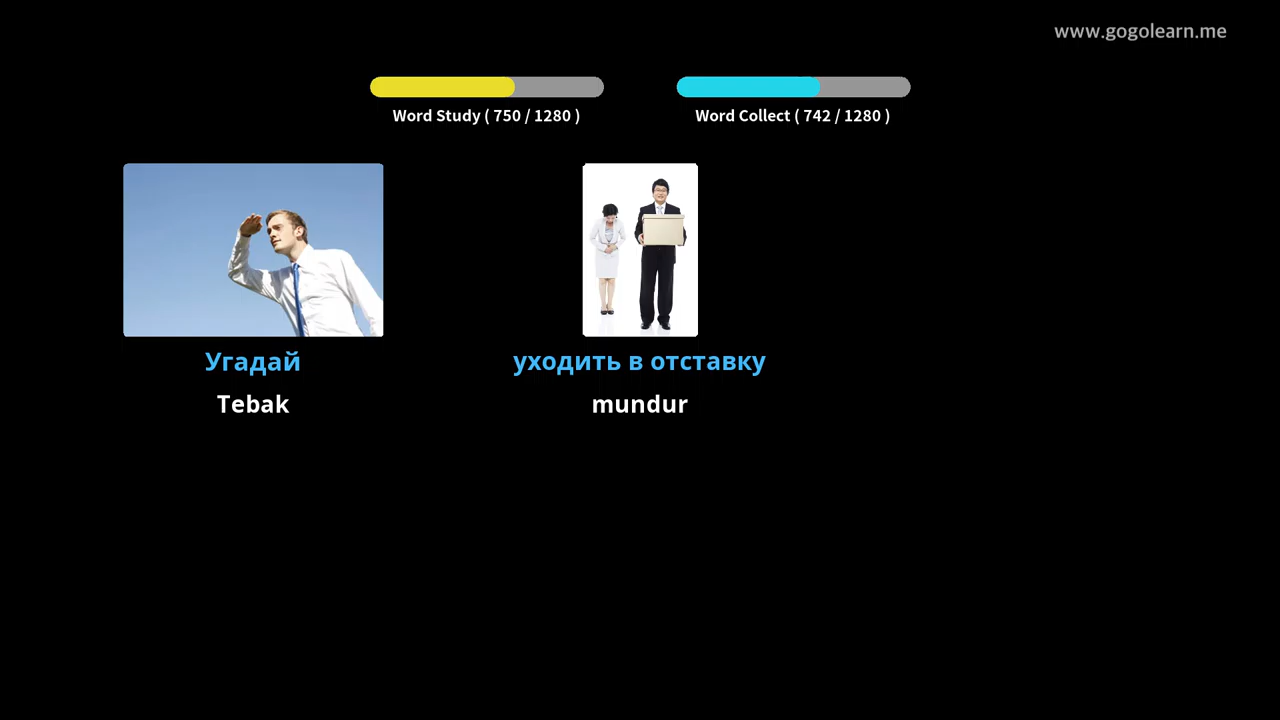 www.gogolearn.me
Word Study ( 750 / 1280 )
Word Collect ( 742 / 1280 )
Угадай
Tebak
уходить в отставку
mundur